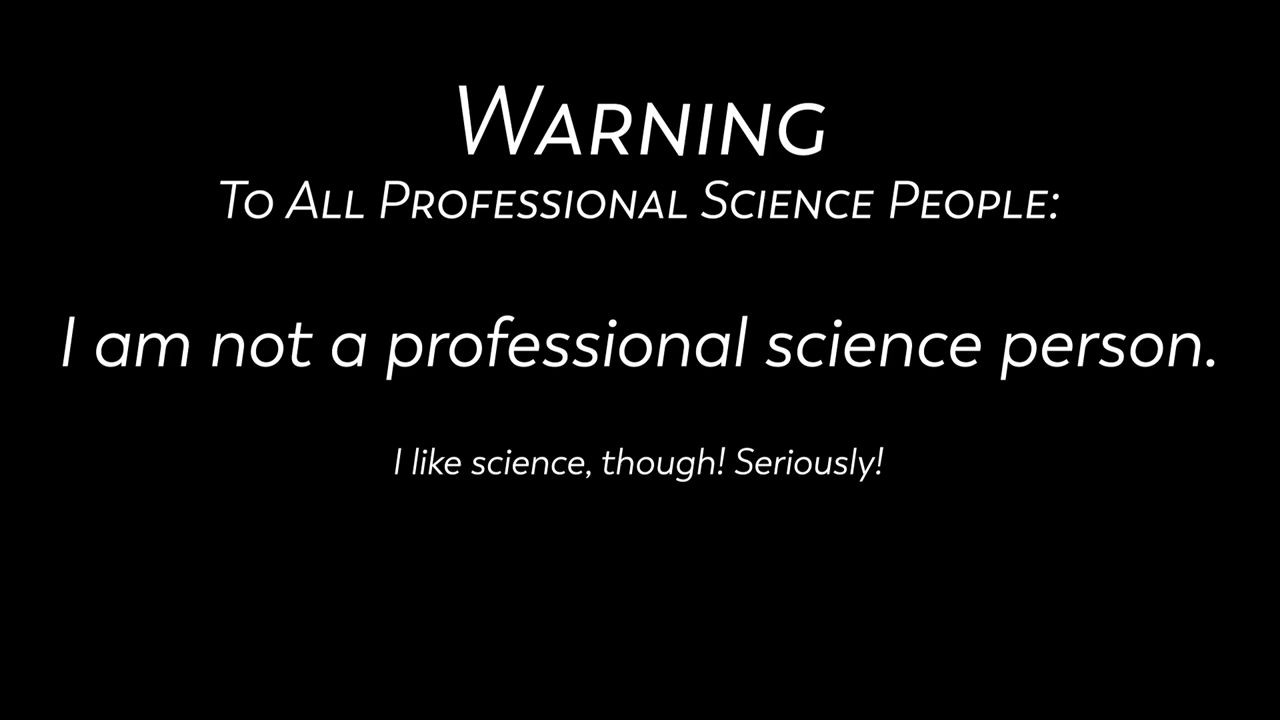 Warning
To All Professional Science People:
I am not a professional science person.
I like science, though! Seriously!